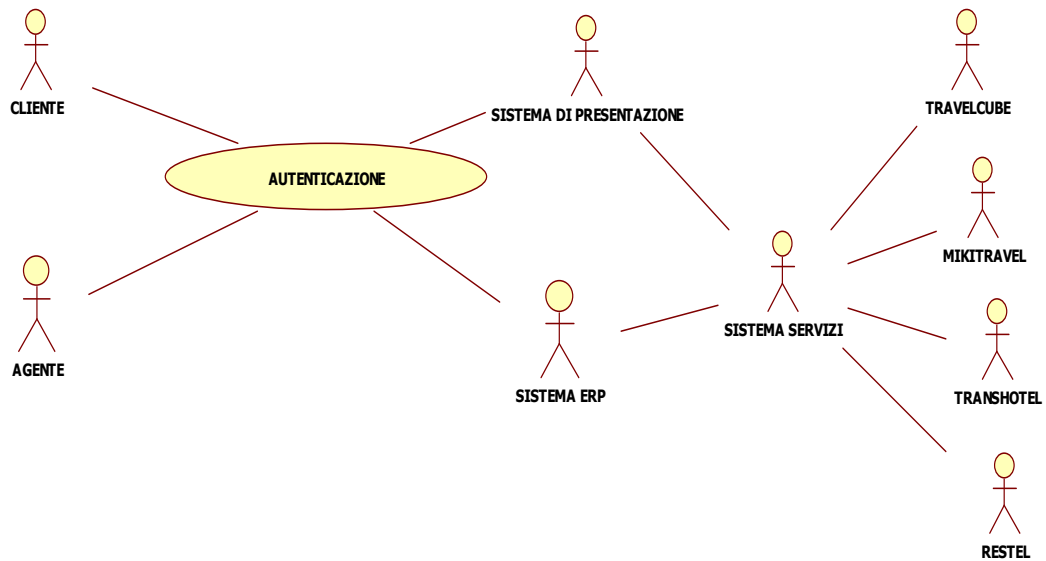 CLIENTE
SISTEMA DI PRESENTAZIONE
TRAVELCUBE
AUTENTICAZIONE
MIKITRAVEL
SISTEMA SERVIZI
AGENTE
SISTEMA ERP
TRANSHOTEL
RESTEL